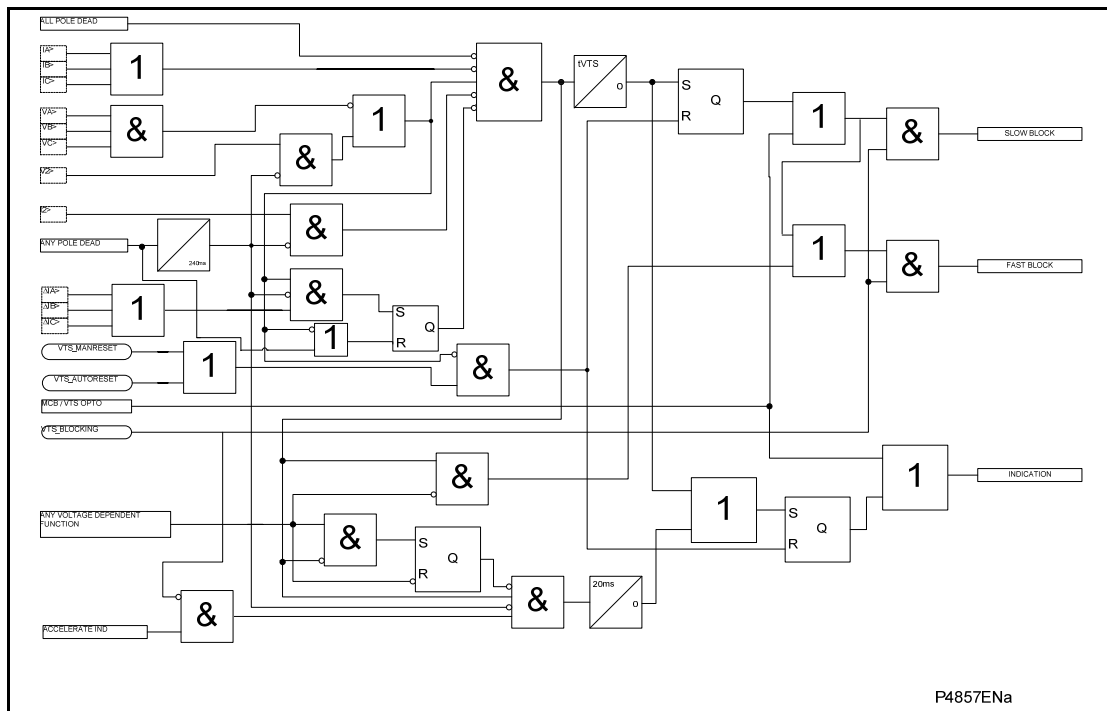 ALL POLE DEAD
IA>
IB>
IC>
1
&
tVTS
0
S
Q
R
1
VA>
VB>
VC>
&
1
&
SLOW BLOCK
V2>
&
I2>
&
ANY POLE DEAD
240ms
1
&
FAST BLOCK
ΔIA>
ΔIB>
ΔIC>
1
&
S
Q
R
1
VTS_MANRESET
VTS_AUTORESET
1
&
MCB / VTS OPTO
VTS_BLOCKING
&
1
INDICATION
ANY VOLTAGE DEPENDENT
FUNCTION
&
S
Q
R
1
S
Q
R
&
20ms
0
ACCELERATE IND
&
P4857ENa